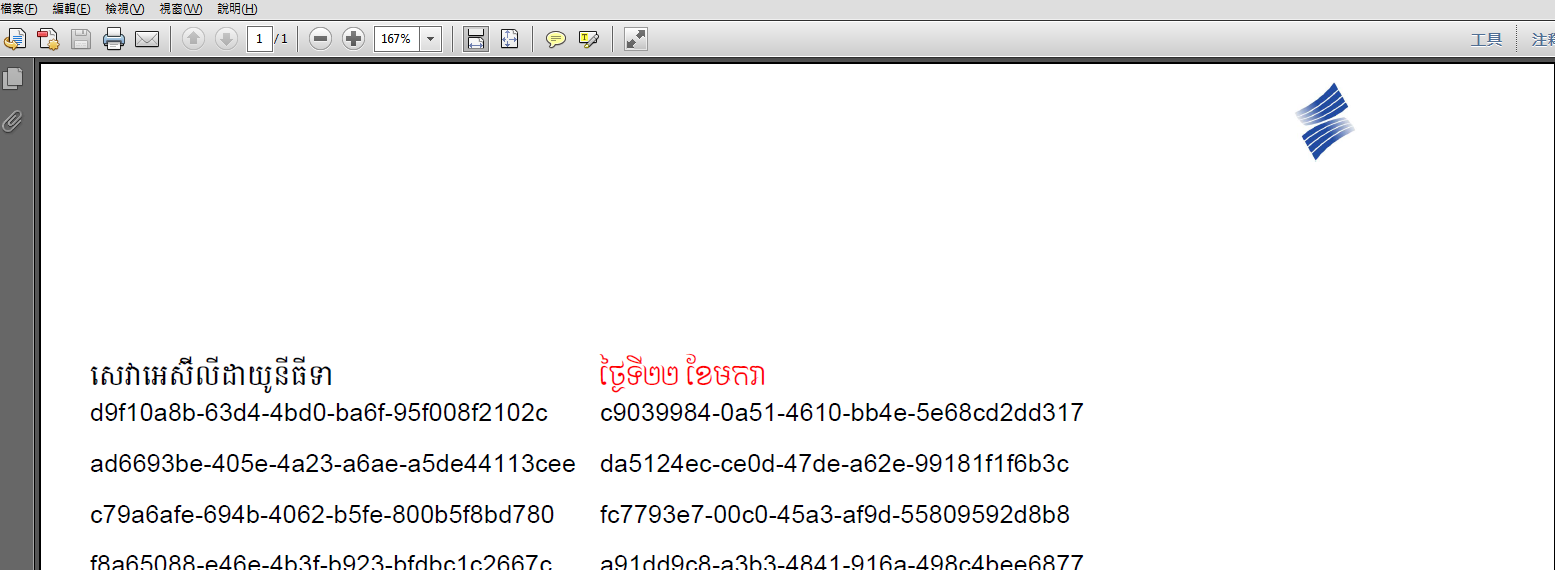 檔案(F) 編輯(E) 檢視(V) 視窗(W) 說明(H)
1 / 1 167% 工具 注釋
សេវាអេស៊ីលីដាយូនីធីទា ថ្ងៃទី២២ ខែមករា
d9f10a8b-63d4-4bd0-ba6f-95f008f2102c c9039984-0a51-4610-bb4e-5e68cd2dd317
ad6693be-405e-4a23-a6ae-a5de44113cee da5124ec-ce0d-47de-a62e-99181f1f6b3c
c79a6afe-694b-4062-b5fe-800b5f8bd780 fc7793e7-00c0-45a3-af9d-55809592d8b8
f8a65088-e46e-4b3f-b923-bfdbc1c2667c a91dd9c8-a3b3-4841-916a-498c4bee6877